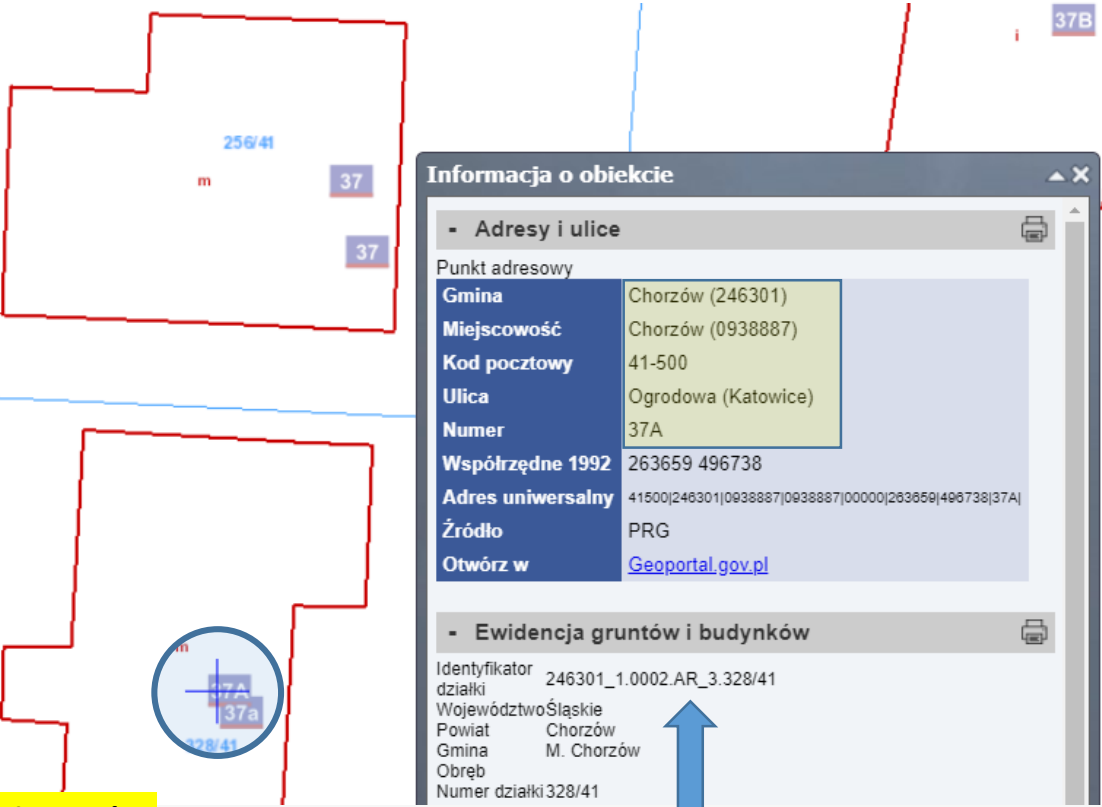 37B
i
256/41
m
37
37
Informacja o obiekcie
- Adresy i ulice
Punkt adresowy
Gmina Chorzów (246301)
Miejscowość Chorzów (0938887)
Kod pocztowy 41-500
Ulica Ogrodowa (Katowice)
Numer 37A
Współrzędne 1992 263659 496738
Adres uniwersalny 41500|246301|0938887|0938887|00000|263659|496738|37A|
Źródło PRG
Otwórz w Geoportal.gov.pl
- Ewidencja gruntów i budynków
Identyfikator
działki 246301_1.0002.AR_3.328/41
Województwo Śląskie
Powiat Chorzów
Gmina M. Chorzów
Obręb
Numer działki 328/41
m
37A
37a
328/41